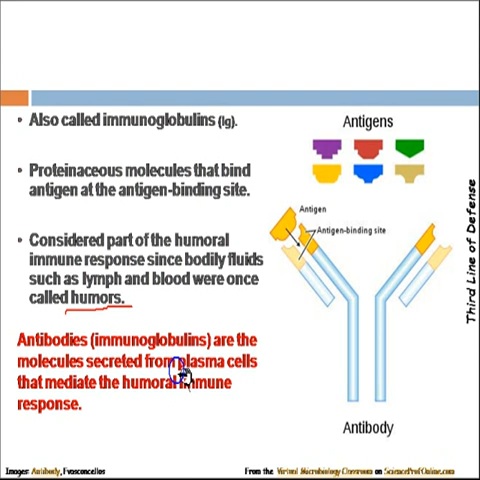 • Also called immunoglobulins (Ig).
• Proteinaceous molecules that bind
antigen at the antigen-binding site.
• Considered part of the humoral
immune response since bodily fluids
such as lymph and blood were once
called humors.
Antibodies (immunoglobulins) are the
molecules secreted from plasma cells
that mediate the humoral immune
response.
Antigens
Antigen
Antigen-binding site
Antibody
Third Line of Defense
Images: Antibody, Fvasconcellos
From the Virtual Microbiology Classroom on ScienceProfOnline.com